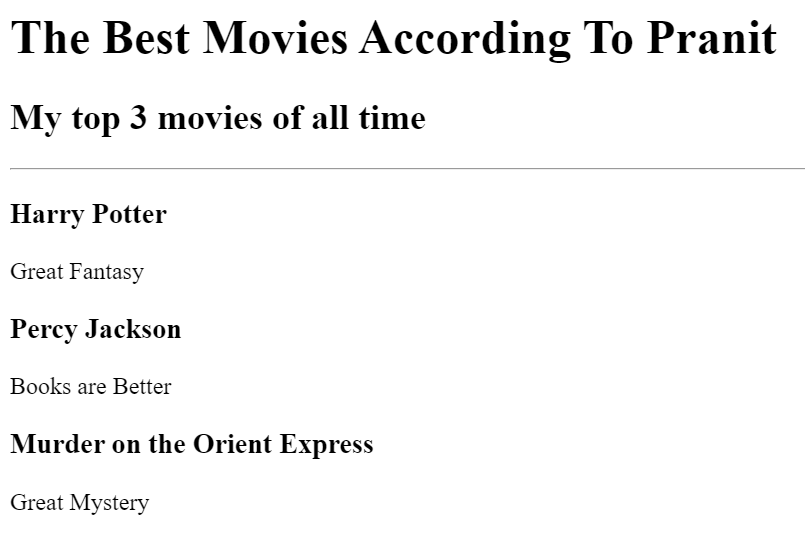 The Best Movies According To Pranit
My top 3 movies of all time
Harry Potter
Great Fantasy
Percy Jackson
Books are Better
Murder on the Orient Express
Great Mystery